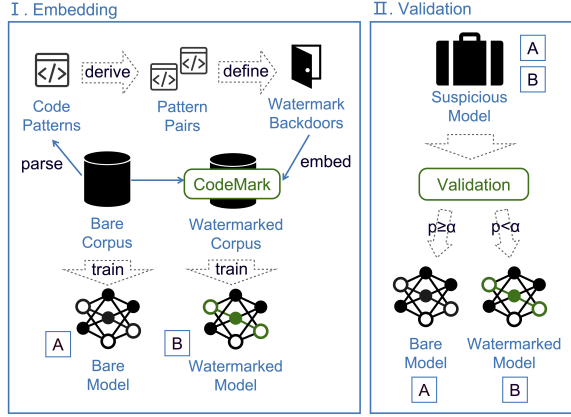 Ⅰ. Embedding
derive
define
Code
Patterns
Pattern
Pairs
Watermark
Backdoors
parse
embed
CodeMark
Bare
Corpus
Watermarked
Corpus
train
train
A
B
Bare
Model
Watermarked
Model
Ⅱ. Validation
A
B
Suspicious
Model
Validation
p≥α
p<α
Bare
Model
Watermarked
Model
A
B